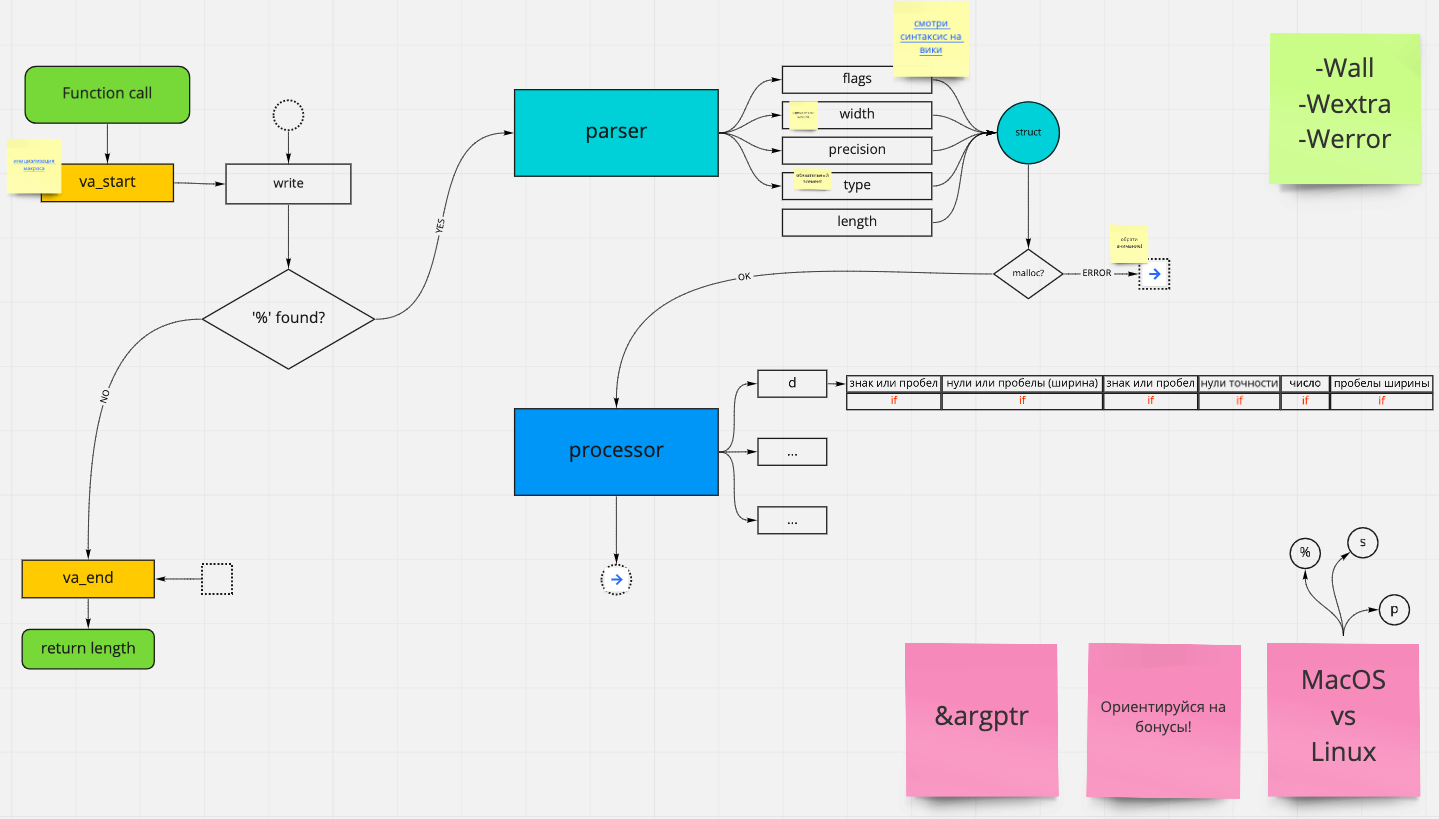 смотри
синтаксис на
вики
-Wall
-Wextra
-Werror
Function call
инициализация
макроса
va_start
write
'%' found?
YES
NO
parser
flags
width
precision
обязательный
элемент
type
length
struct
malloc?
ERROR
обрати
внимание!
OK
processor
d
...
...
знак или пробел
нули или пробелы (ширина)
знак или пробел
нули точности
число
пробелы ширины
if
if
if
if
if
if
va_end
return length
%
s
p
&argptr
Ориентируйся на
бонусы!
MacOS
vs
Linux